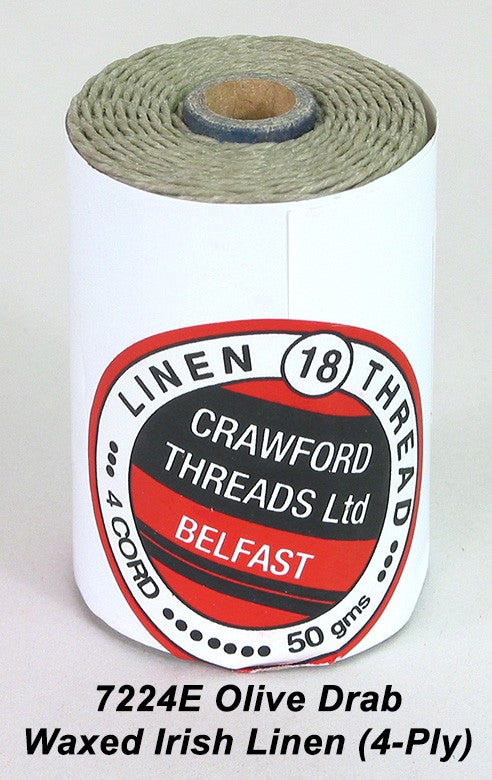 LINEN 18 THREAD
CRAWFORD
THREADS Ltd
BELFAST
4 CORD
50 gms
7224E Olive Drab
Waxed Irish Linen (4-Ply)